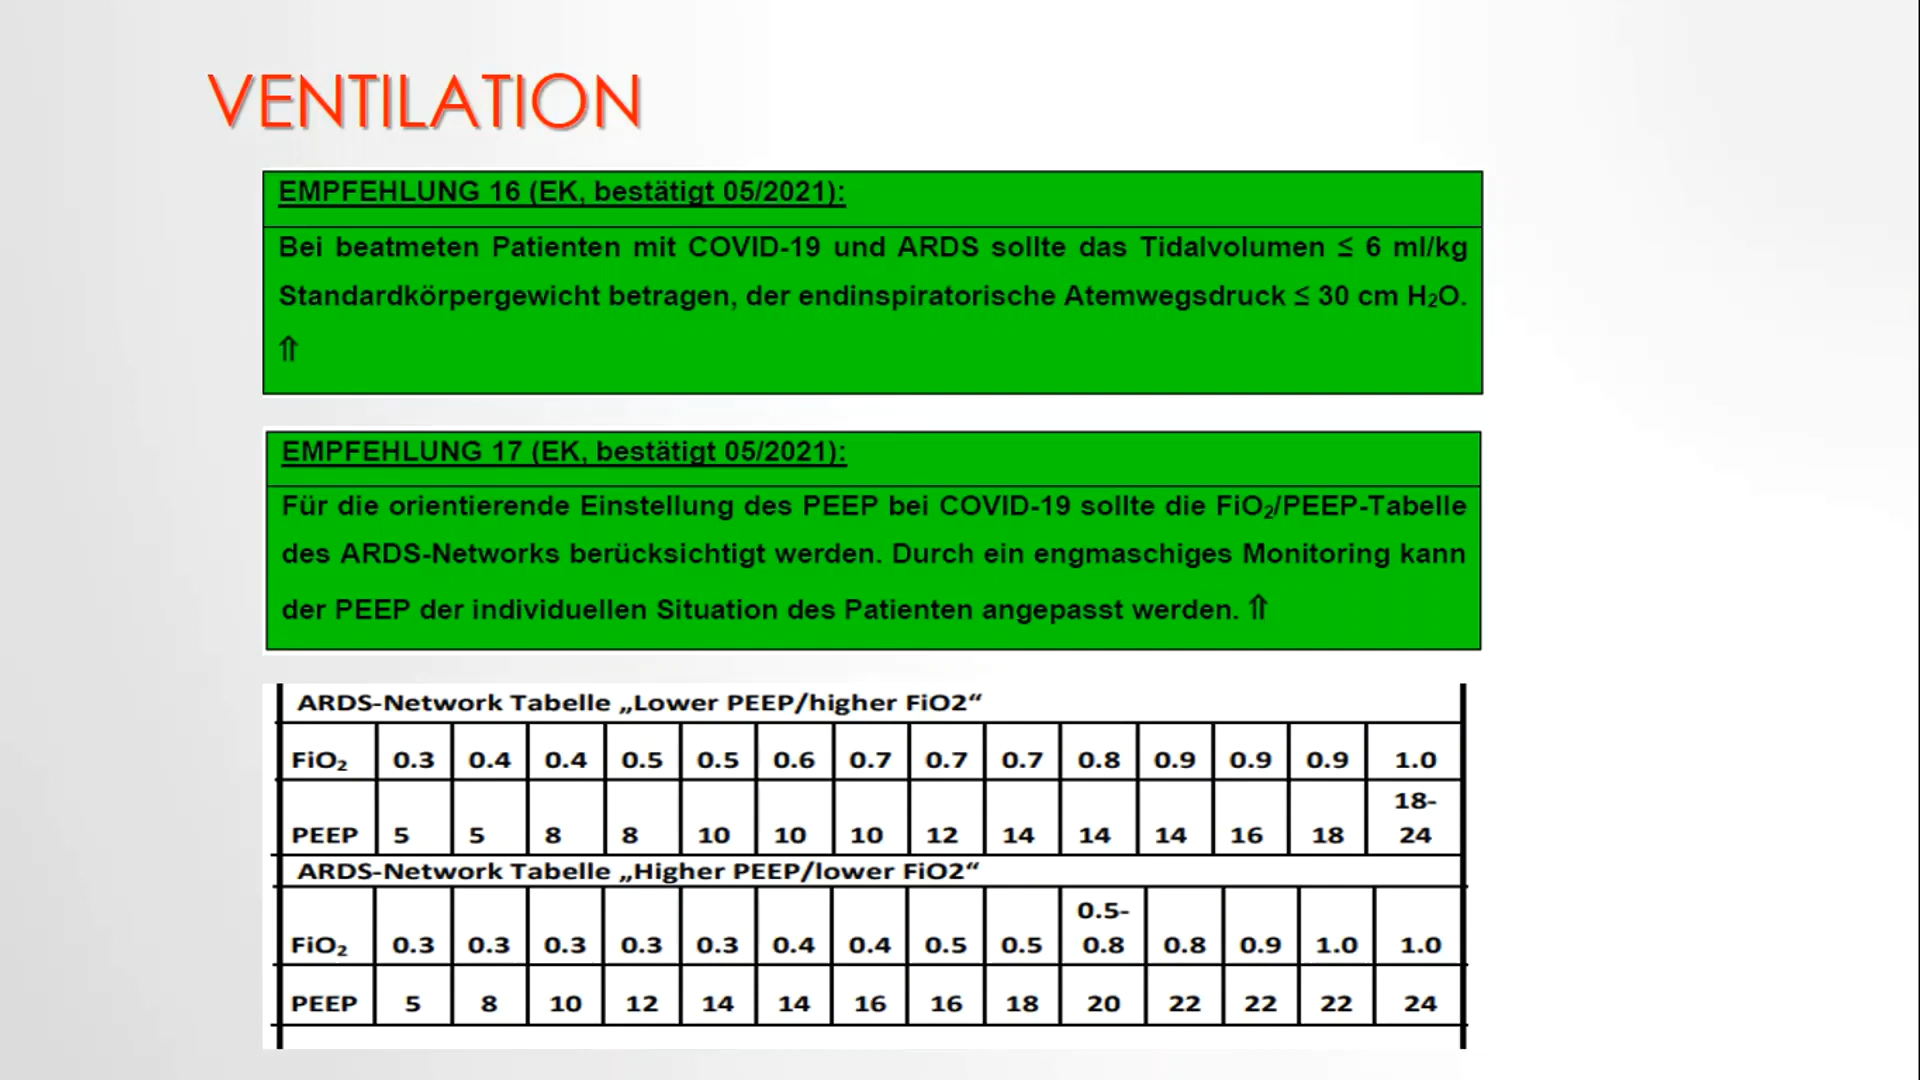 VENTILATION
EMPFEHLUNG 16 (EK, bestätigt 05/2021):
Bei beatmeten Patienten mit COVID-19 und ARDS sollte das Tidalvolumen ≤ 6 ml/kg
Standardkörpergewicht betragen, der endinspiratorische Atemwegsdruck ≤ 30 cm H₂O.
⇑
EMPFEHLUNG 17 (EK, bestätigt 05/2021):
Für die orientierende Einstellung des PEEP bei COVID-19 sollte die FiO₂/PEEP-Tabelle
des ARDS-Networks berücksichtigt werden. Durch ein engmaschiges Monitoring kann
der PEEP der individuellen Situation des Patienten angepasst werden. ⇑
ARDS-Network Tabelle „Lower PEEP/higher FiO2“
FiO₂ 0.3 0.4 0.4 0.5 0.5 0.6 0.7 0.7 0.7 0.8 0.9 0.9 0.9 1.0
PEEP 5 5 8 8 10 10 10 12 14 14 14 16 18 18-24
ARDS-Network Tabelle „Higher PEEP/lower FiO2“
FiO₂ 0.3 0.3 0.3 0.3 0.3 0.4 0.4 0.5 0.5 0.5-0.8 0.8 0.9 1.0 1.0
PEEP 5 8 10 12 14 14 16 16 18 20 22 22 22 24